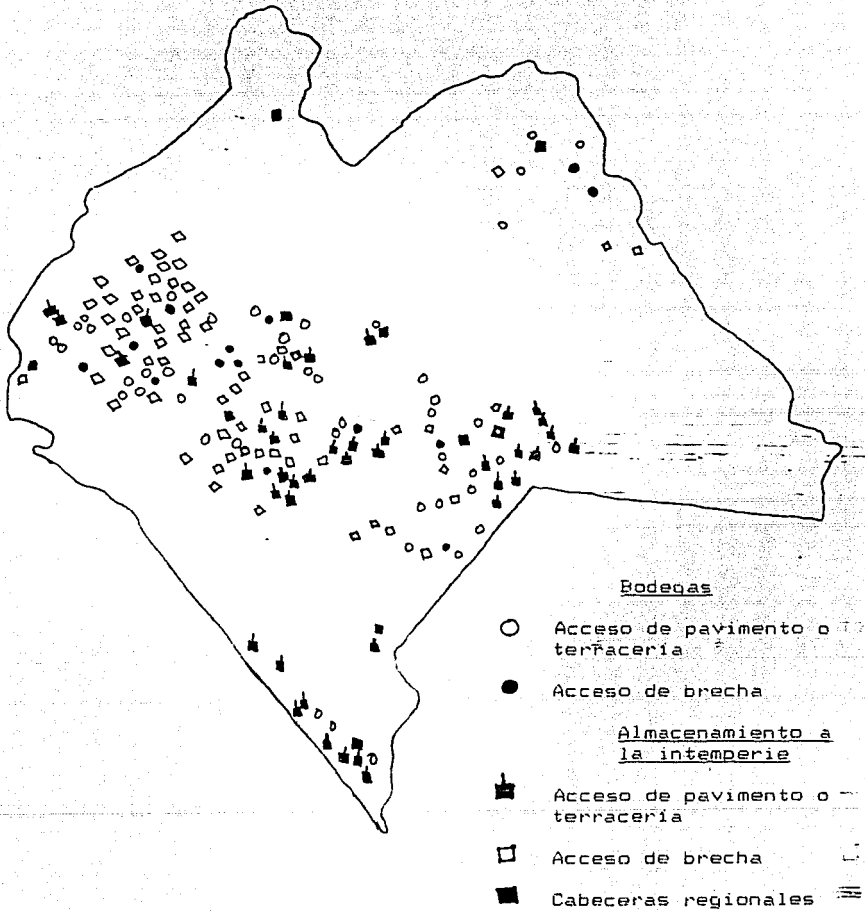 Bodegas
Acceso de pavimento o
terracería
Acceso de brecha
Almacenamiento a
la intemperie
Acceso de pavimento o
terracería
Acceso de brecha
Cabeceras regionales